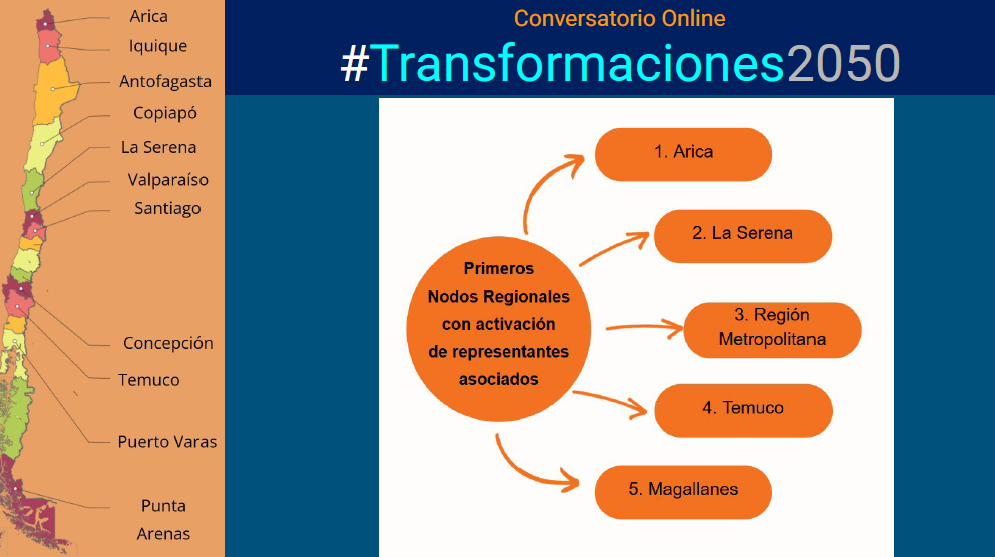 Arica
Iquique
Antofagasta
Copiapó
La Serena
Valparaíso
Santiago
Concepción
Temuco
Puerto Varas
Punta
Arenas
Conversatorio Online
#Transformaciones2050
Primeros
Nodos Regionales
con activación
de representantes
asociados
1. Arica
2. La Serena
3. Región
Metropolitana
4. Temuco
5. Magallanes